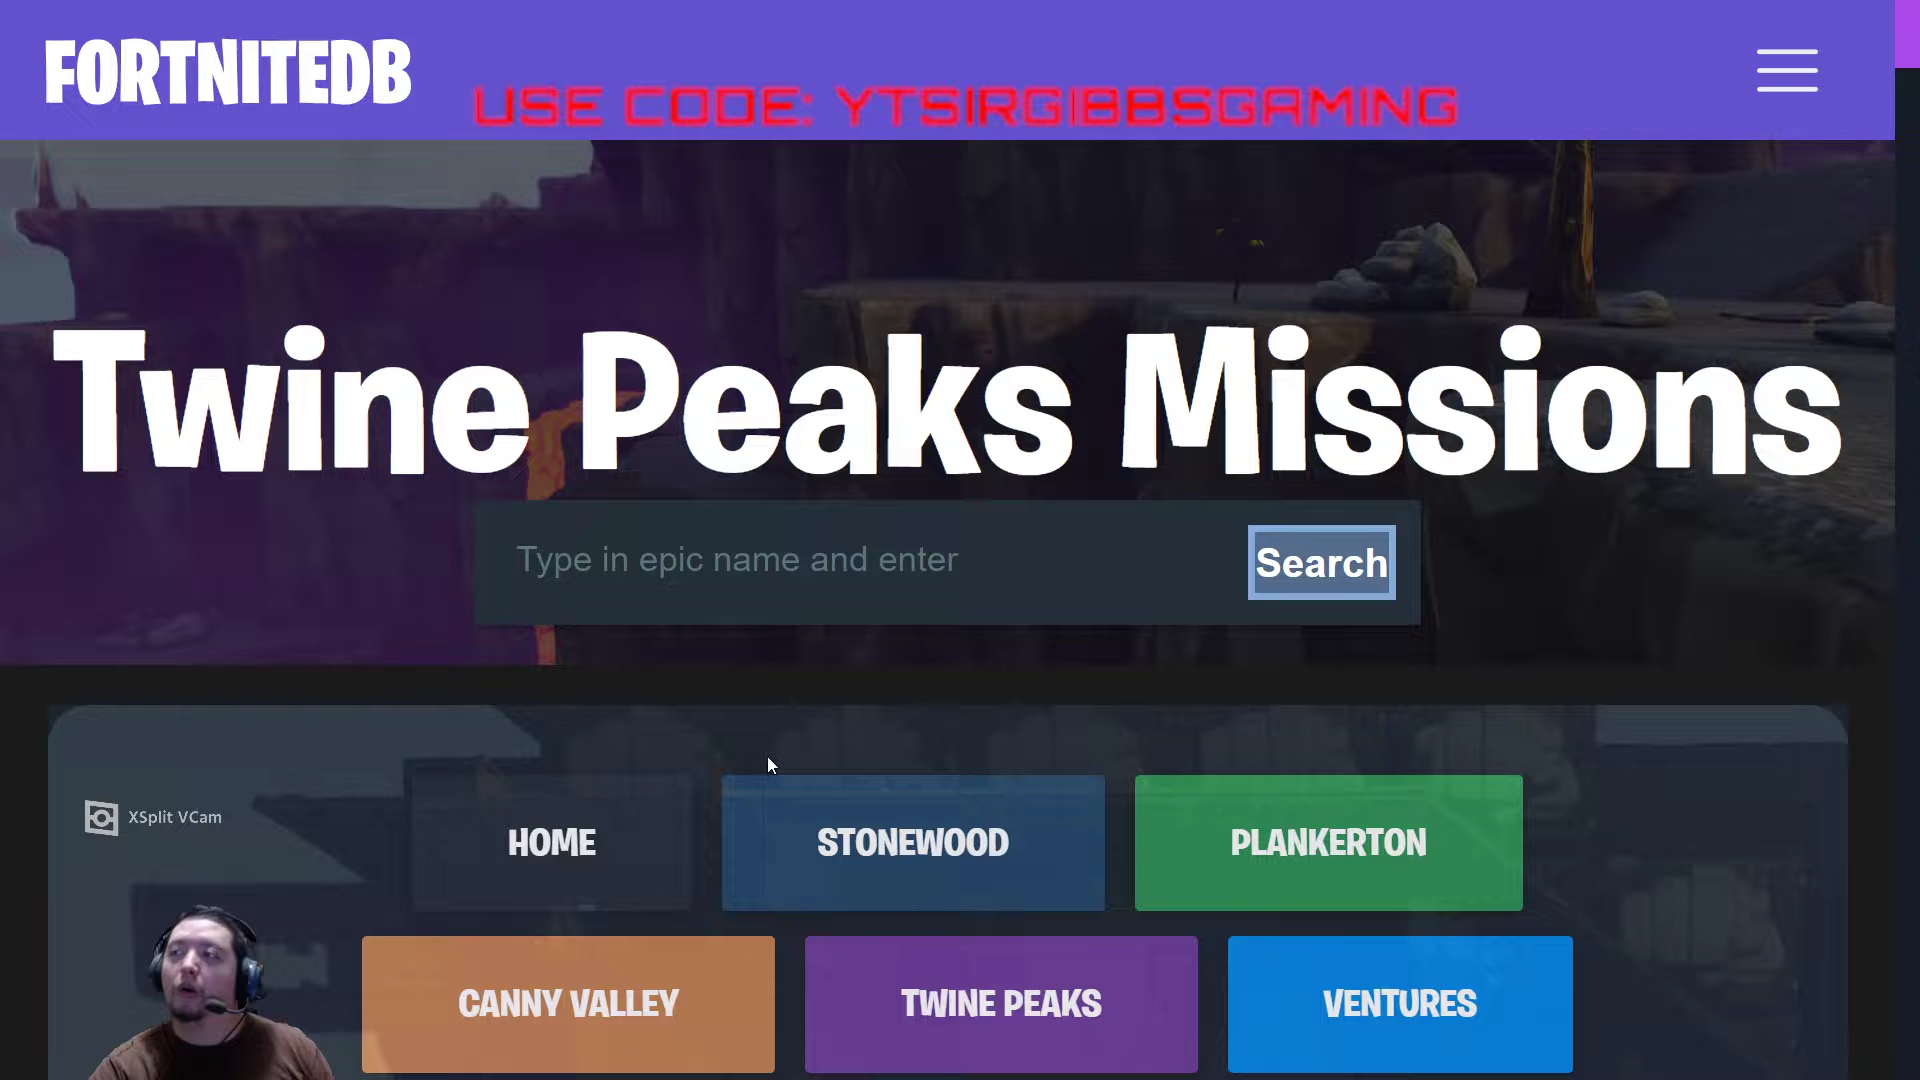 FORTNITEDB
USE CODE: YTSIRGIBBSGAMING
Twine Peaks Missions
Type in epic name and enter
Search
XSplit VCam
HOME
STONEWOOD
PLANKERTON
CANNY VALLEY
TWINE PEAKS
VENTURES